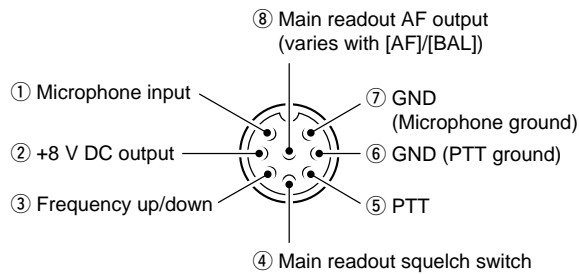 ⑧ Main readout AF output
(varies with [AF]/[BAL])
① Microphone input
⑦ GND
(Microphone ground)
② +8 V DC output
⑥ GND (PTT ground)
③ Frequency up/down
⑤ PTT
④ Main readout squelch switch